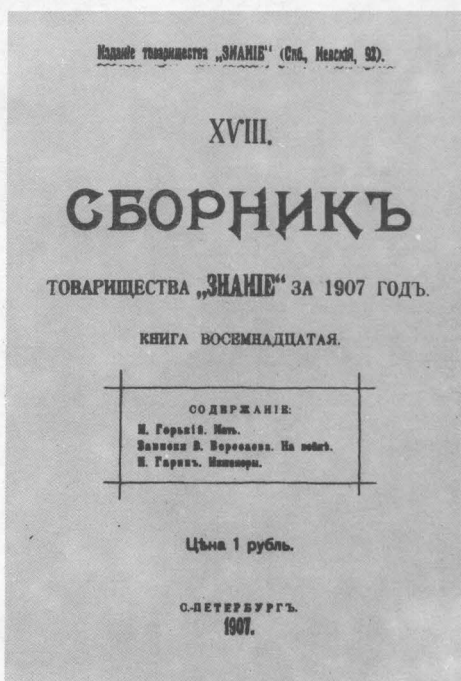 Изданіе товарищества „ЗНАНІЕ“ (Спб., Невскій, 92).
XVIII.
СБОРНИКЪ
ТОВАРИЩЕСТВА „ЗНАНІЕ“ ЗА 1907 ГОДЪ.
КНИГА ВОСЕМНАДЦАТАЯ.
СОДЕРЖАНІЕ:
М. Горькій. Мать.
Записки В. Вересаева. На войнѣ.
Н. Гаринъ. Инженеры.
Цѣна 1 рубль.
С.-ПЕТЕРБУРГЪ.
1907.